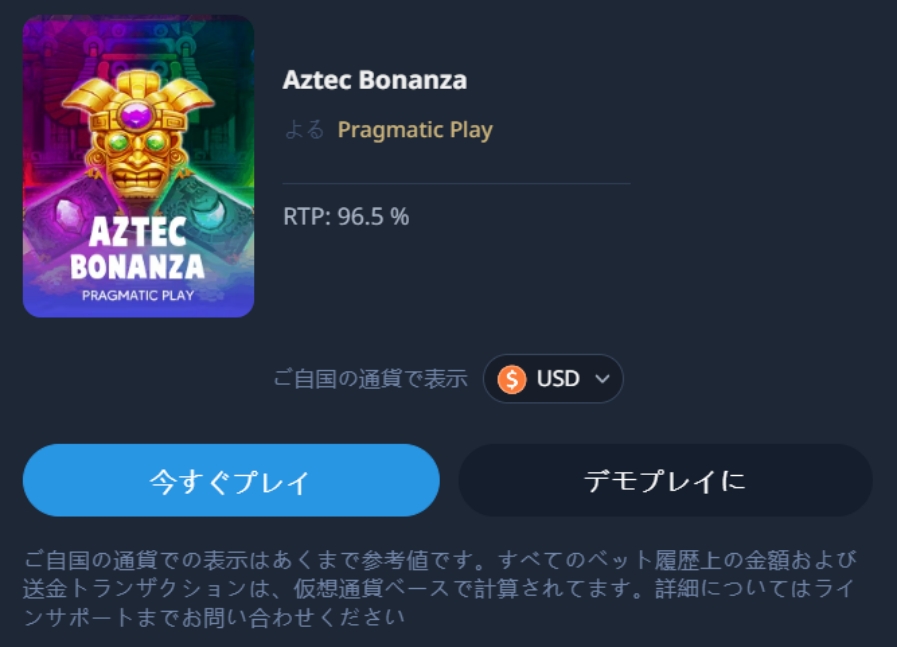 AZTEC
BONANZA
PRAGMATIC PLAY
Aztec Bonanza
よる Pragmatic Play
RTP: 96.5 %
ご自国の通貨で表示
$ USD
今すぐプレイ
デモプレイに
ご自国の通貨での表示はあくまで参考値です。すべてのベット履歴上の金額および
送金トランザクションは、仮想通貨ベースで計算されてます。詳細についてはライ
ンサポートまでお問い合わせください